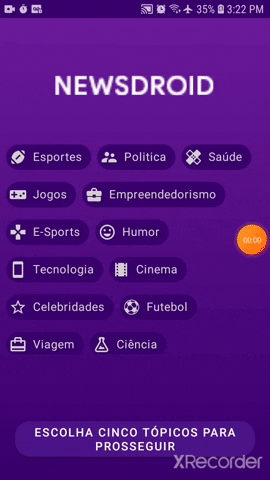 35% 3:22 PM
NEWSDROID
Esportes Politica Saúde
Jogos Empreendedorismo
E-Sports Humor
00:00
Tecnologia Cinema
Celebridades Futebol
Viagem Ciência
ESCOLHA CINCO TÓPICOS PARA
PROSSEGUIR
XRecorder